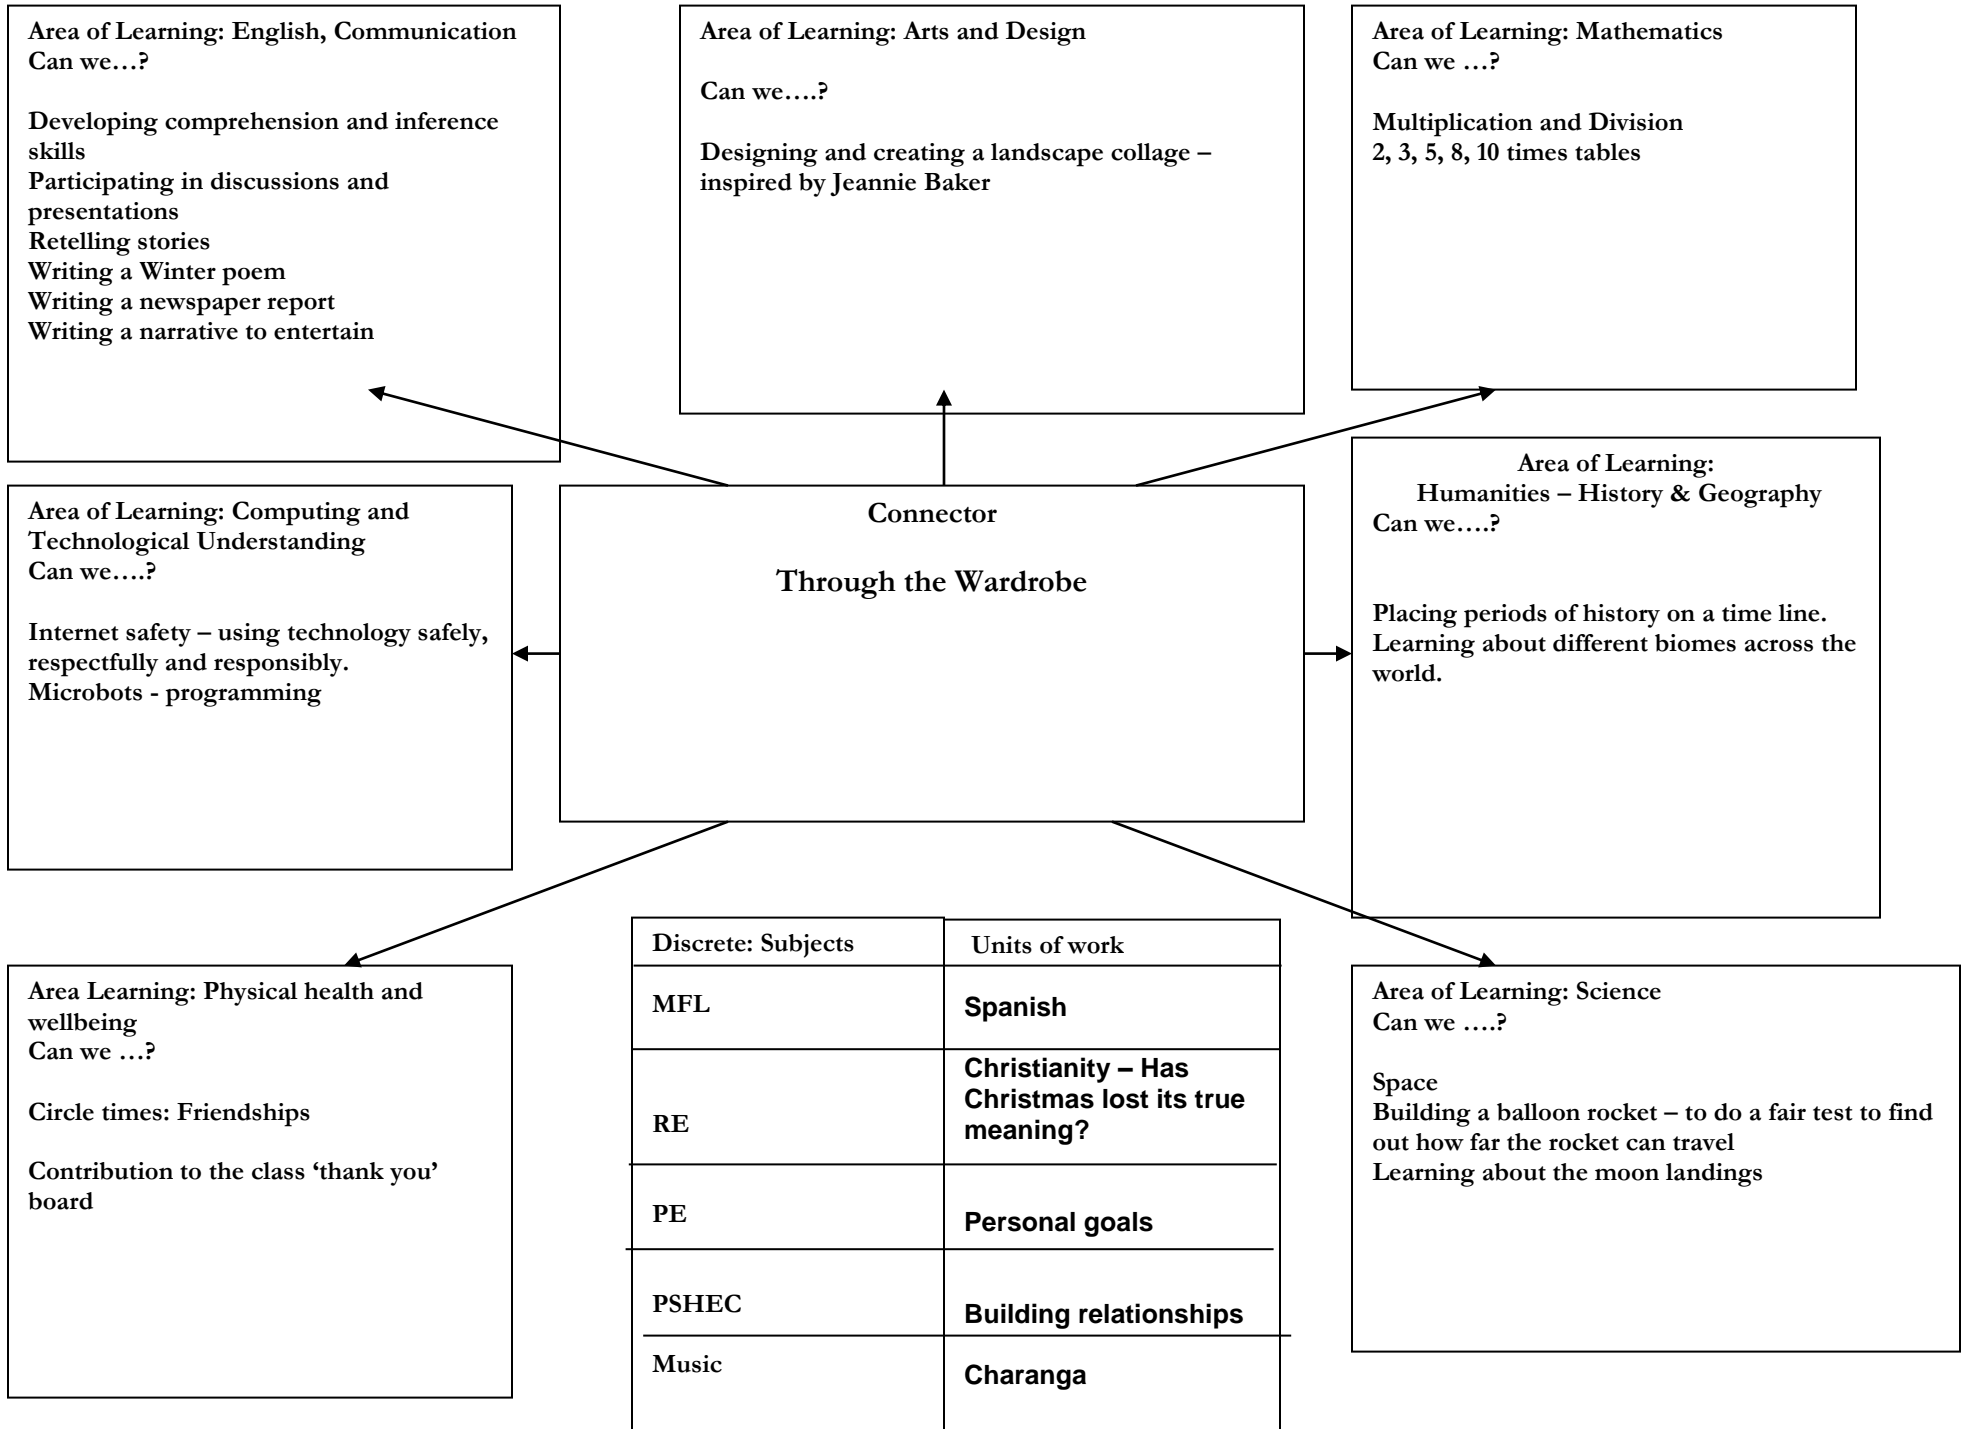 Area of Learning: English, Communication
Can we…?
Developing comprehension and inference
skills
Participating in discussions and
presentations
Retelling stories
Writing a Winter poem
Writing a newspaper report
Writing a narrative to entertain
Area of Learning: Arts and Design
Can we….?
Designing and creating a landscape collage –
inspired by Jeannie Baker
Area of Learning: Mathematics
Can we …?
Multiplication and Division
2, 3, 5, 8, 10 times tables
Area of Learning: Computing and
Technological Understanding
Can we….?
Internet safety – using technology safely,
respectfully and responsibly.
Microbots - programming
Connector
Through the Wardrobe
Area of Learning:
Humanities – History & Geography
Can we….?
Placing periods of history on a time line.
Learning about different biomes across the
world.
Area Learning: Physical health and
wellbeing
Can we …?
Circle times: Friendships
Contribution to the class ‘thank you’
board
Discrete: Subjects
Units of work
MFL
Spanish
RE
Christianity – Has
Christmas lost its true
meaning?
PE
Personal goals
PSHEC
Building relationships
Music
Charanga
Area of Learning: Science
Can we ….?
Space
Building a balloon rocket – to do a fair test to find
out how far the rocket can travel
Learning about the moon landings